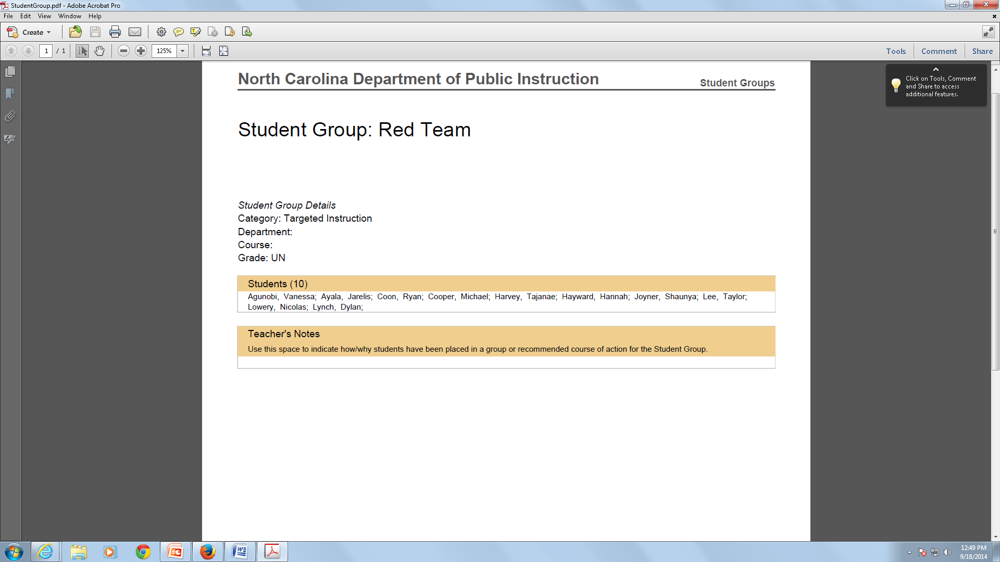 StudentGroup.pdf - Adobe Acrobat Pro
File Edit View Window Help
Create
1 / 1 125% Tools Comment Share
Click on Tools, Comment
and Share to access
additional features.
North Carolina Department of Public Instruction Student Groups
Student Group: Red Team
Student Group Details
Category: Targeted Instruction
Department:
Course:
Grade: UN
Students (10)
Agunobi, Vanessa; Ayala, Jarelis; Coon, Ryan; Cooper, Michael; Harvey, Tajanae; Hayward, Hannah; Joyner, Shaunya; Lee, Taylor;
Lowery, Nicolas; Lynch, Dylan;
Teacher's Notes
Use this space to indicate how/why students have been placed in a group or recommended course of action for the Student Group.
12:49 PM
9/18/2014